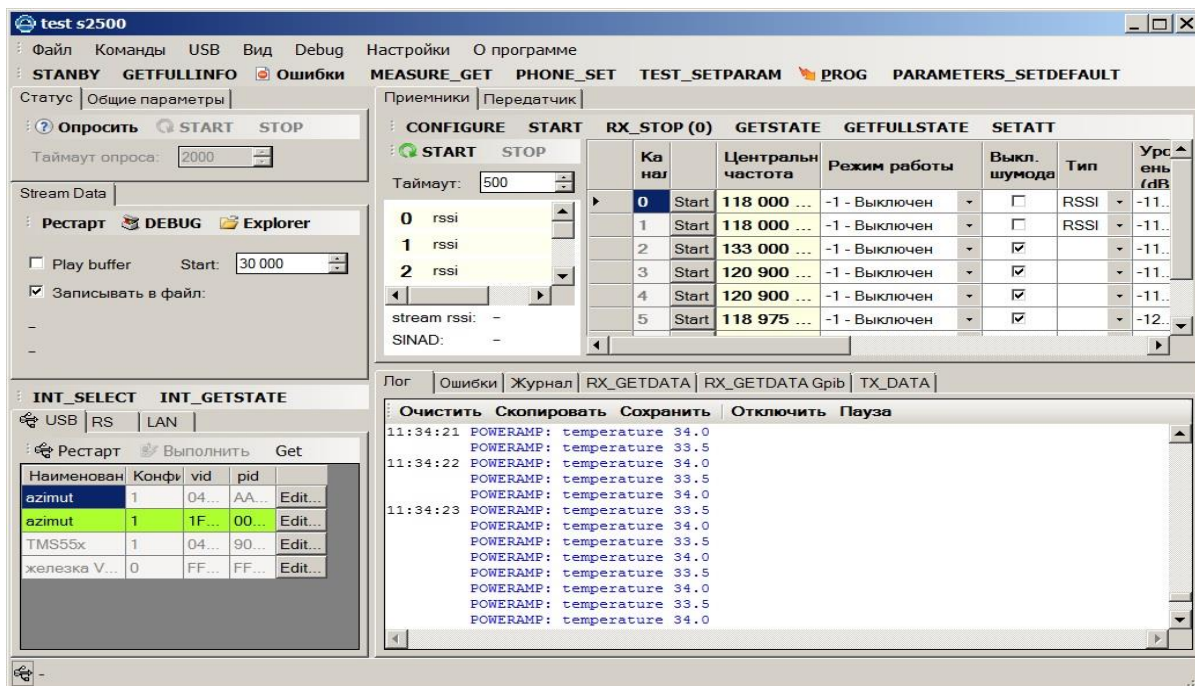 test s2500
Файл Команды USB Вид Debug Настройки О программе
STANBY GETFULLINFO Ошибки MEASURE_GET PHONE_SET TEST_SETPARAM PROG PARAMETERS_SETDEFAULT
Статус Общие параметры
Опросить START STOP
Таймаут опроса: 2000
Stream Data
Рестарт DEBUG Explorer
Play buffer Start: 30 000
Записывать в файл:
–
–
INT_SELECT INT_GETSTATE
USB RS LAN
Рестарт Выполнить Get
Наименован Конфи vid pid
azimut 1 04... AA... Edit...
azimut 1 1F... 00... Edit...
TMS55x 1 04... 90... Edit...
железка V... 0 FF... FF... Edit...
Приемники Передатчик
CONFIGURE START RX_STOP (0) GETSTATE GETFULLSTATE SETATT
START STOP
Таймаут: 500
0 rssi
1 rssi
2 rssi
stream rssi: –
SINAD: –
Ка
нал
Центральн
частота
Режим работы
Выкл.
шумода
Тип
Уро
ень
(dB
0 Start 118 000 ... -1 - Выключен RSSI -11...
1 Start 118 000 ... -1 - Выключен RSSI -11...
2 Start 133 000 ... -1 - Выключен -11...
3 Start 120 900 ... -1 - Выключен -11...
4 Start 120 900 ... -1 - Выключен -11...
5 Start 118 975 ... -1 - Выключен -12...
Лог Ошибки Журнал RX_GETDATA RX_GETDATA Gpib TX_DATA
Очистить Скопировать Сохранить Отключить Пауза
11:34:21 POWERAMP: temperature 34.0
POWERAMP: temperature 33.5
11:34:22 POWERAMP: temperature 34.0
POWERAMP: temperature 33.5
POWERAMP: temperature 34.0
11:34:23 POWERAMP: temperature 33.5
POWERAMP: temperature 34.0
POWERAMP: temperature 33.5
POWERAMP: temperature 34.0
POWERAMP: temperature 33.5
POWERAMP: temperature 34.0
POWERAMP: temperature 33.5
POWERAMP: temperature 34.0
-